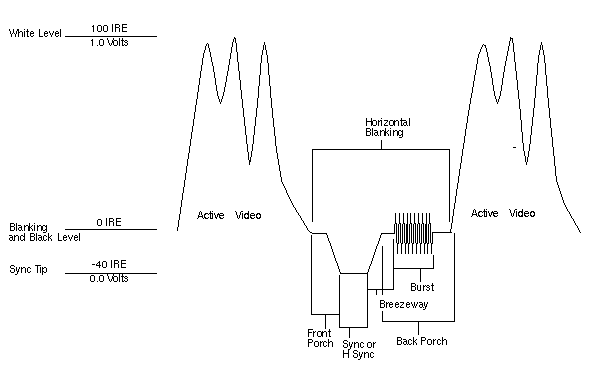 100 IRE
White Level
1.0 Volts
Horizontal
Blanking
Active Video
Active Video
0 IRE
Blanking
and Black Level
-40 IRE
Sync Tip
0.0 Volts
Burst
Breezeway
Front
Porch
Sync or
H Sync
Back Porch